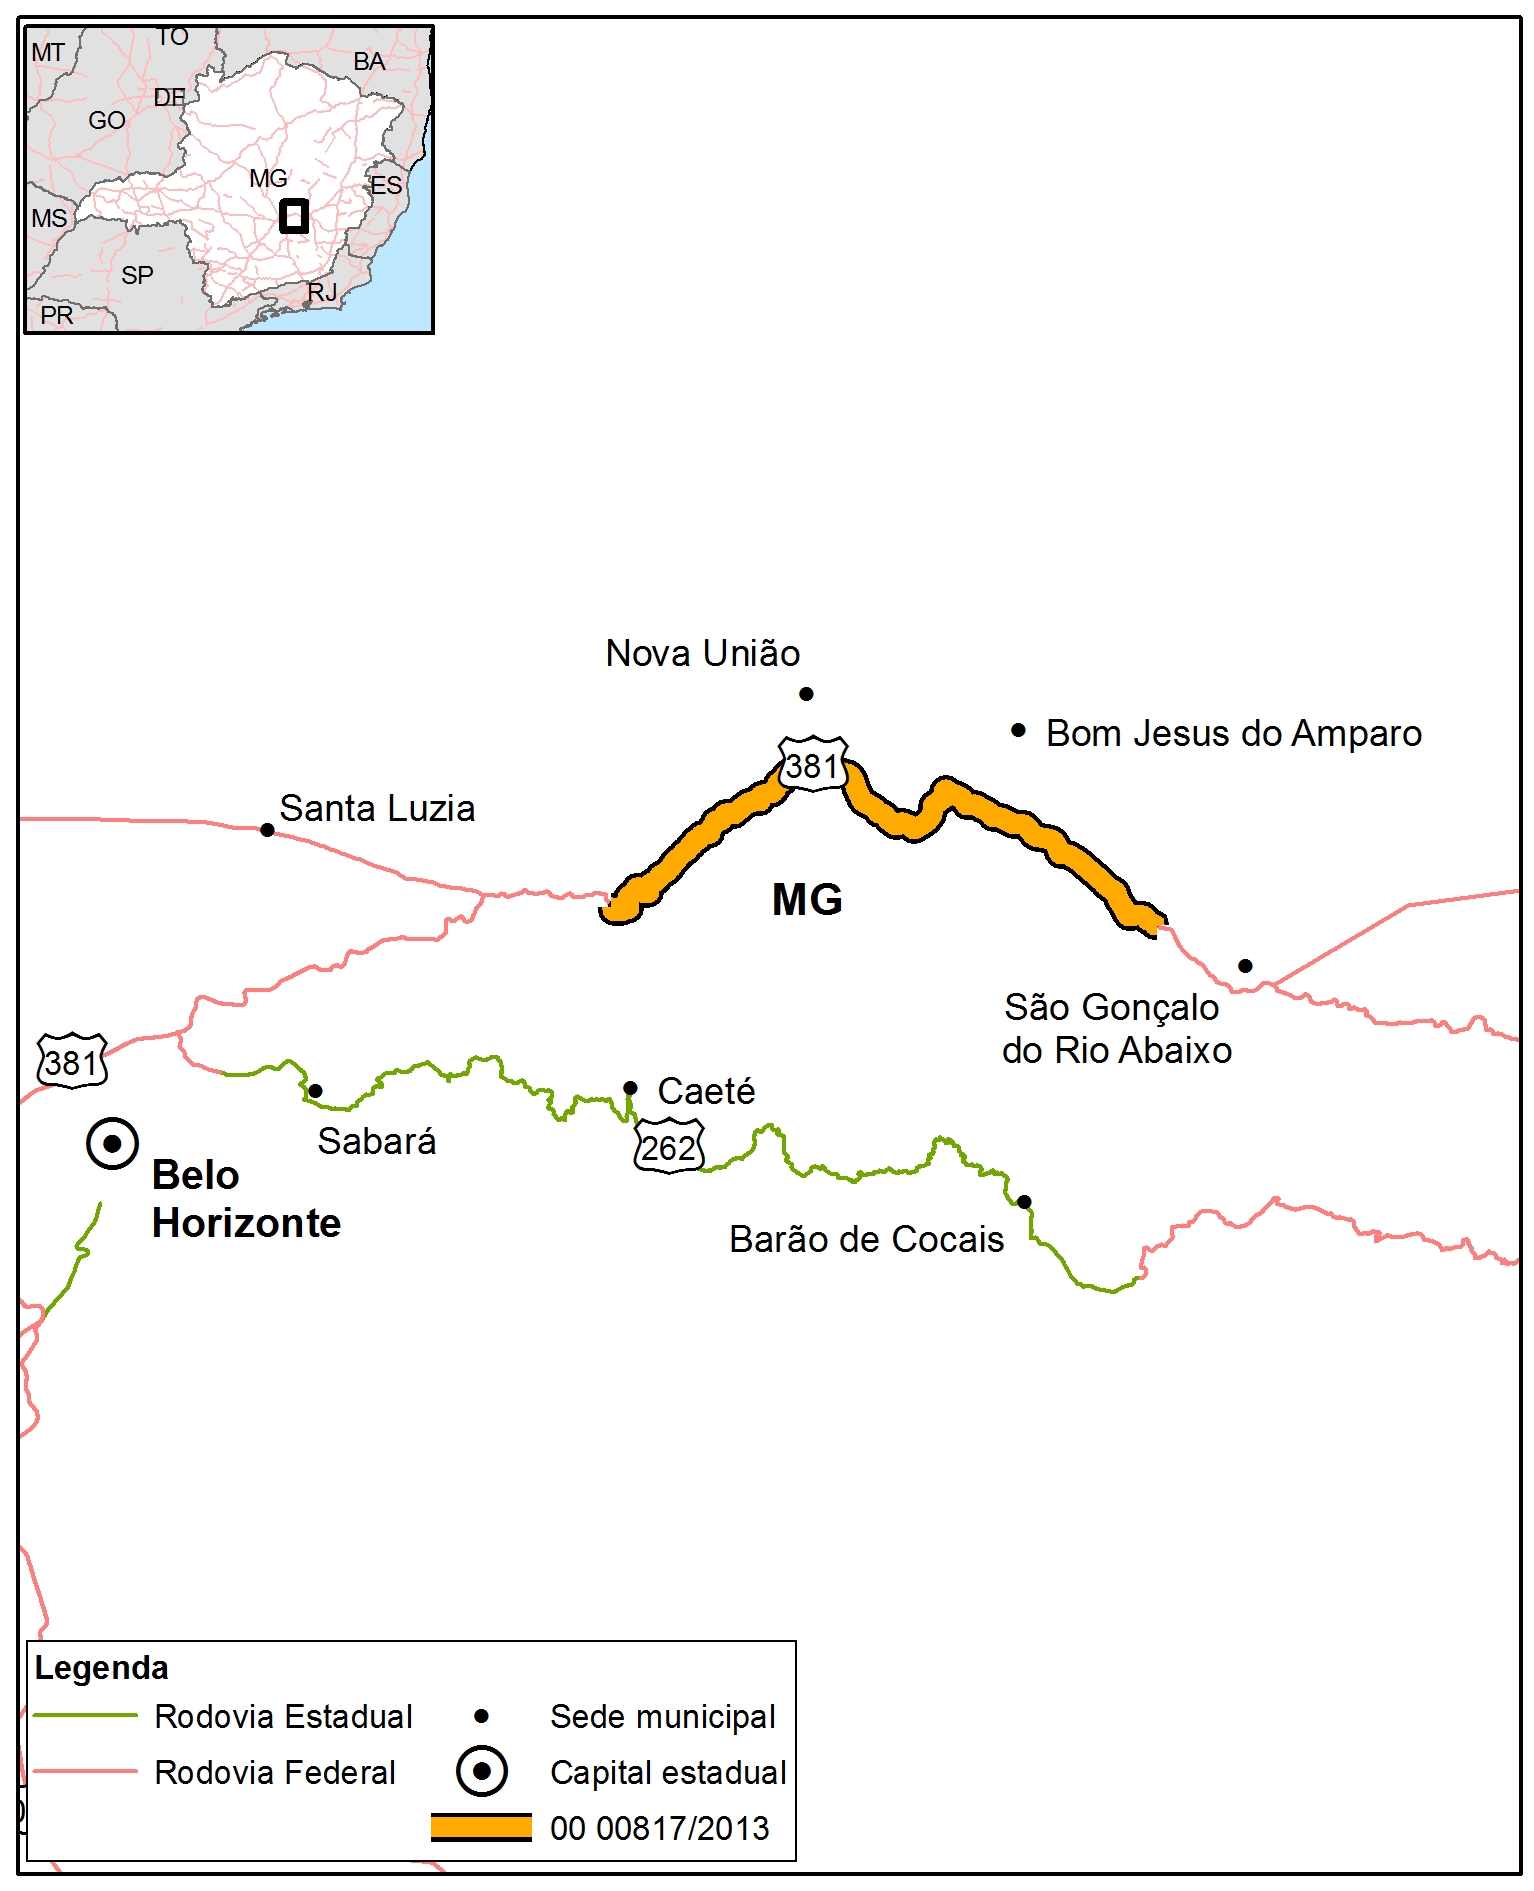 TO
MT
BA
DF
GO
MG
ES
MS
SP
RJ
PR
Nova União
Bom Jesus do Amparo
381
Santa Luzia
MG
São Gonçalo
do Rio Abaixo
381
Caeté
Sabará
262
Belo
Horizonte
Barão de Cocais
Legenda
Rodovia Estadual
Sede municipal
Rodovia Federal
Capital estadual
00 00817/2013